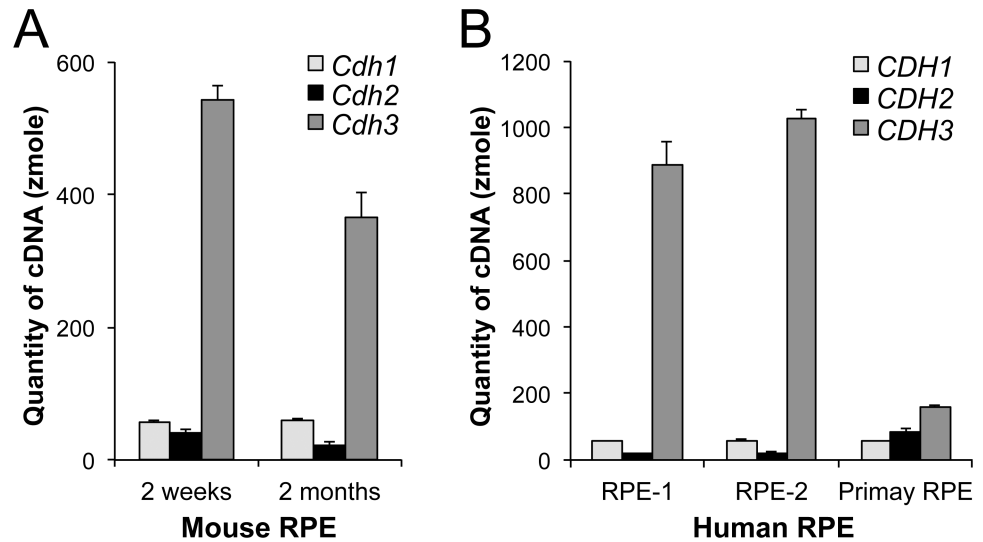 A
Quantity of cDNA (zmole)
600
400
200
0
Cdh1
Cdh2
Cdh3
2 weeks
2 months
Mouse RPE
B
Quantity of cDNA (zmole)
1200
1000
800
600
400
200
0
CDH1
CDH2
CDH3
RPE-1
RPE-2
Primay RPE
Human RPE